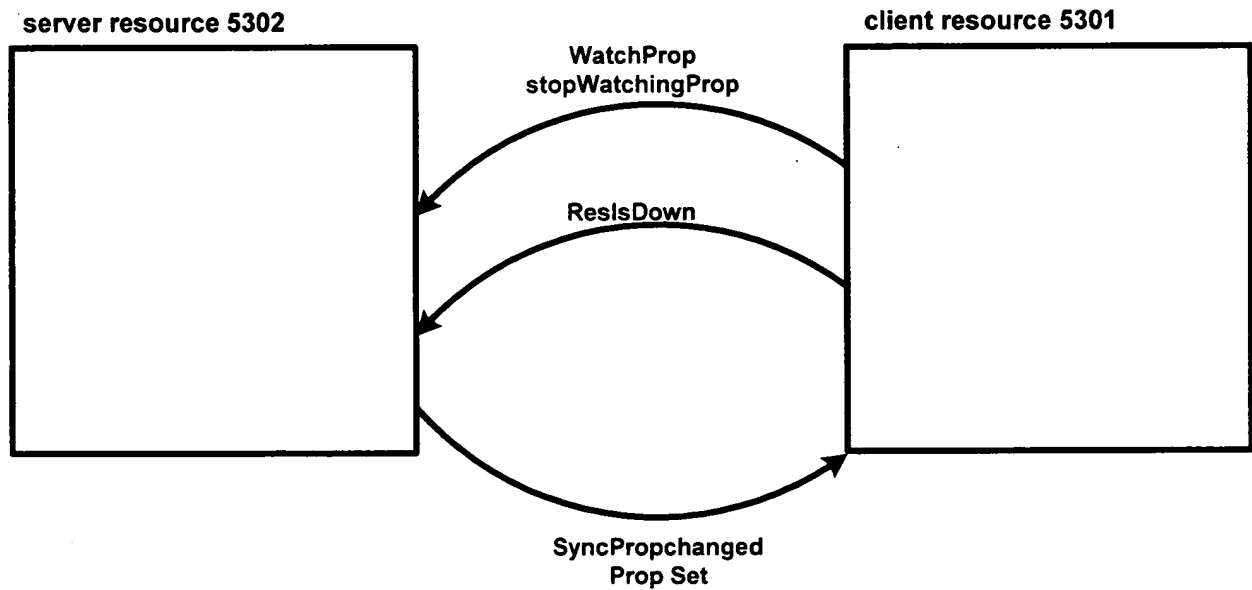 server resource 5302
client resource 5301
WatchProp
stopWatchingProp
ResIsDown
SyncPropchanged
Prop Set